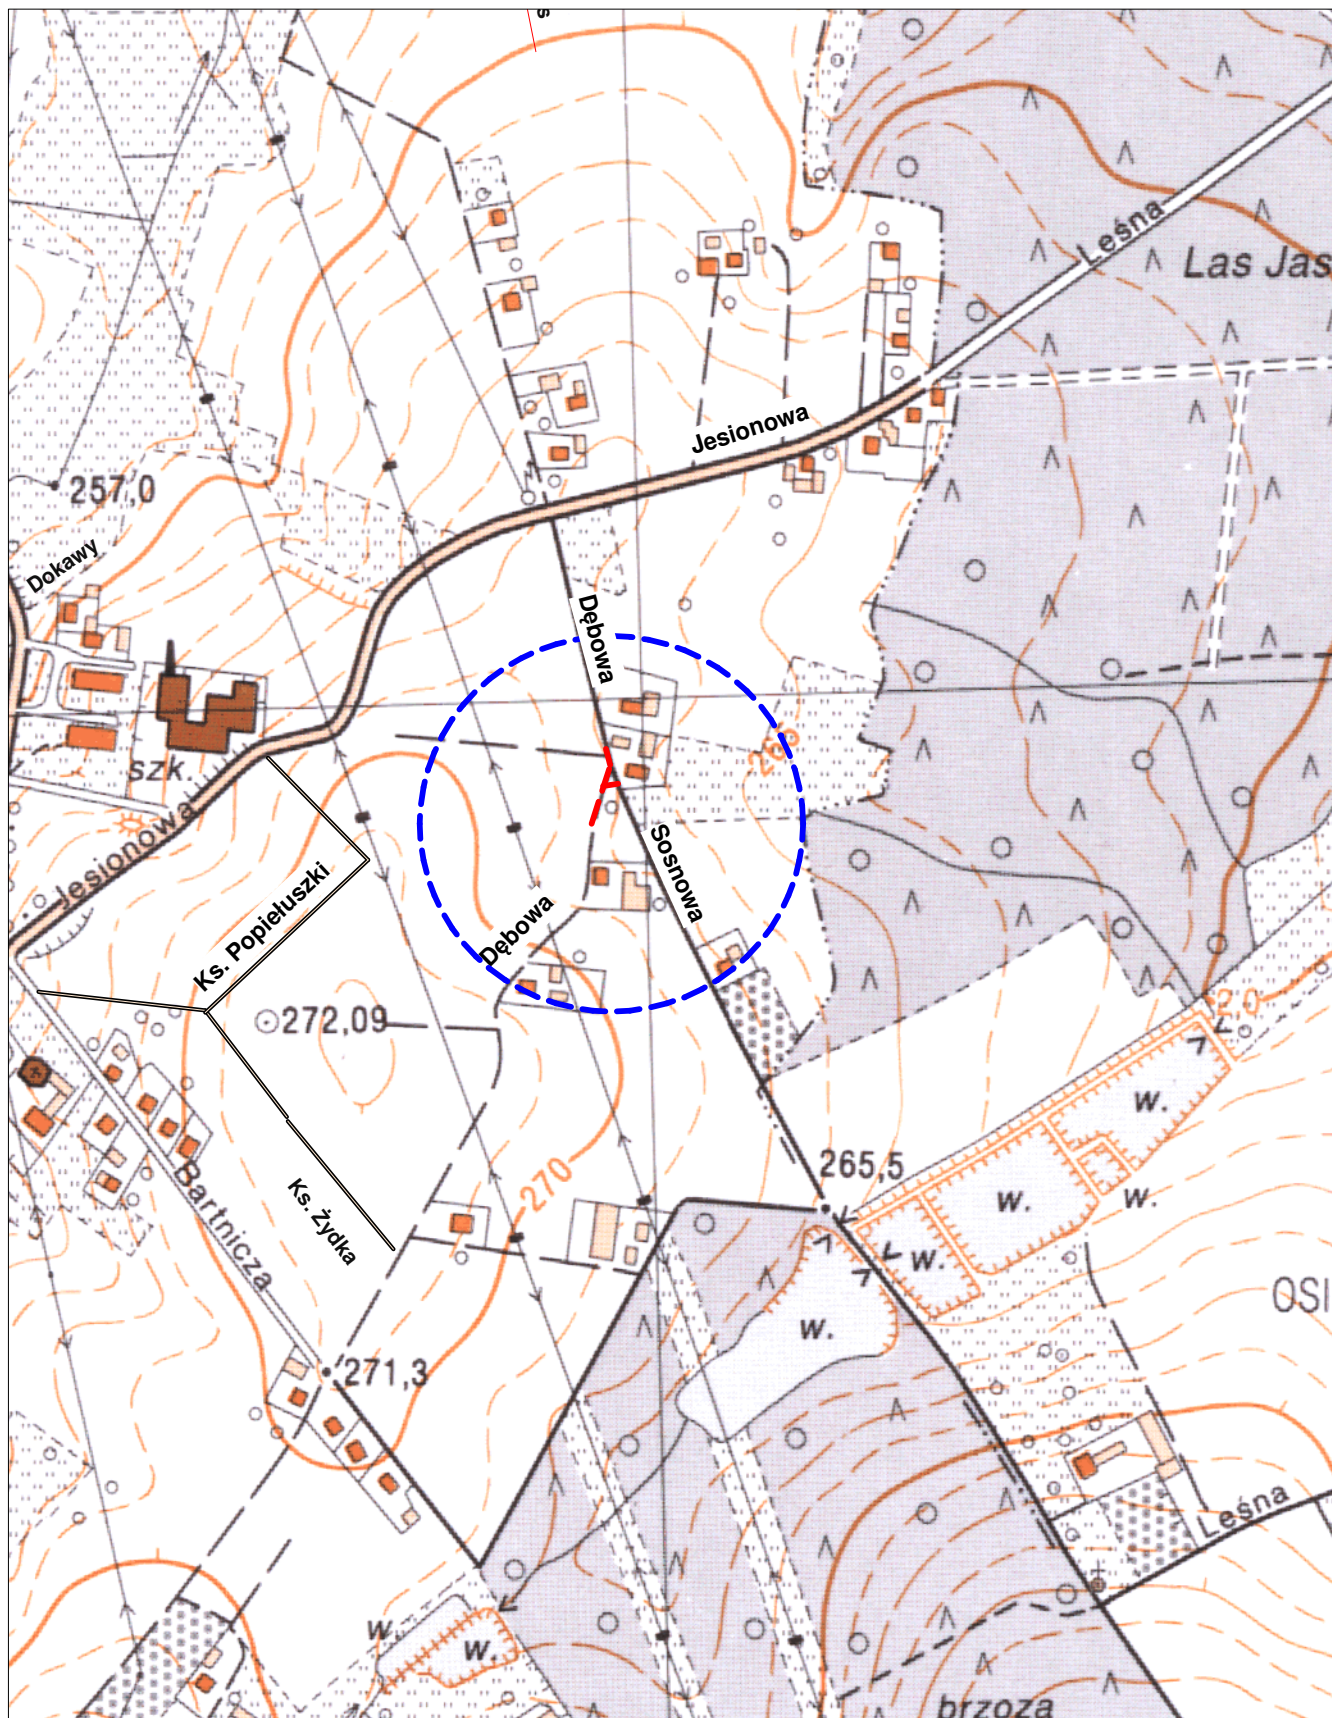 s
Leśna
Las Jas
Jesionowa
257,0
Dokawy
Dębowa
szk.
265
Jesionowa
Sosnowa
Ks. Popiełuszki
Dębowa
272,09
w.
265,5
270
Bartnicza
w.
w.
Ks. Żydka
w.
OSI
w.
271,3
Leśna
w.
w.
brzoza